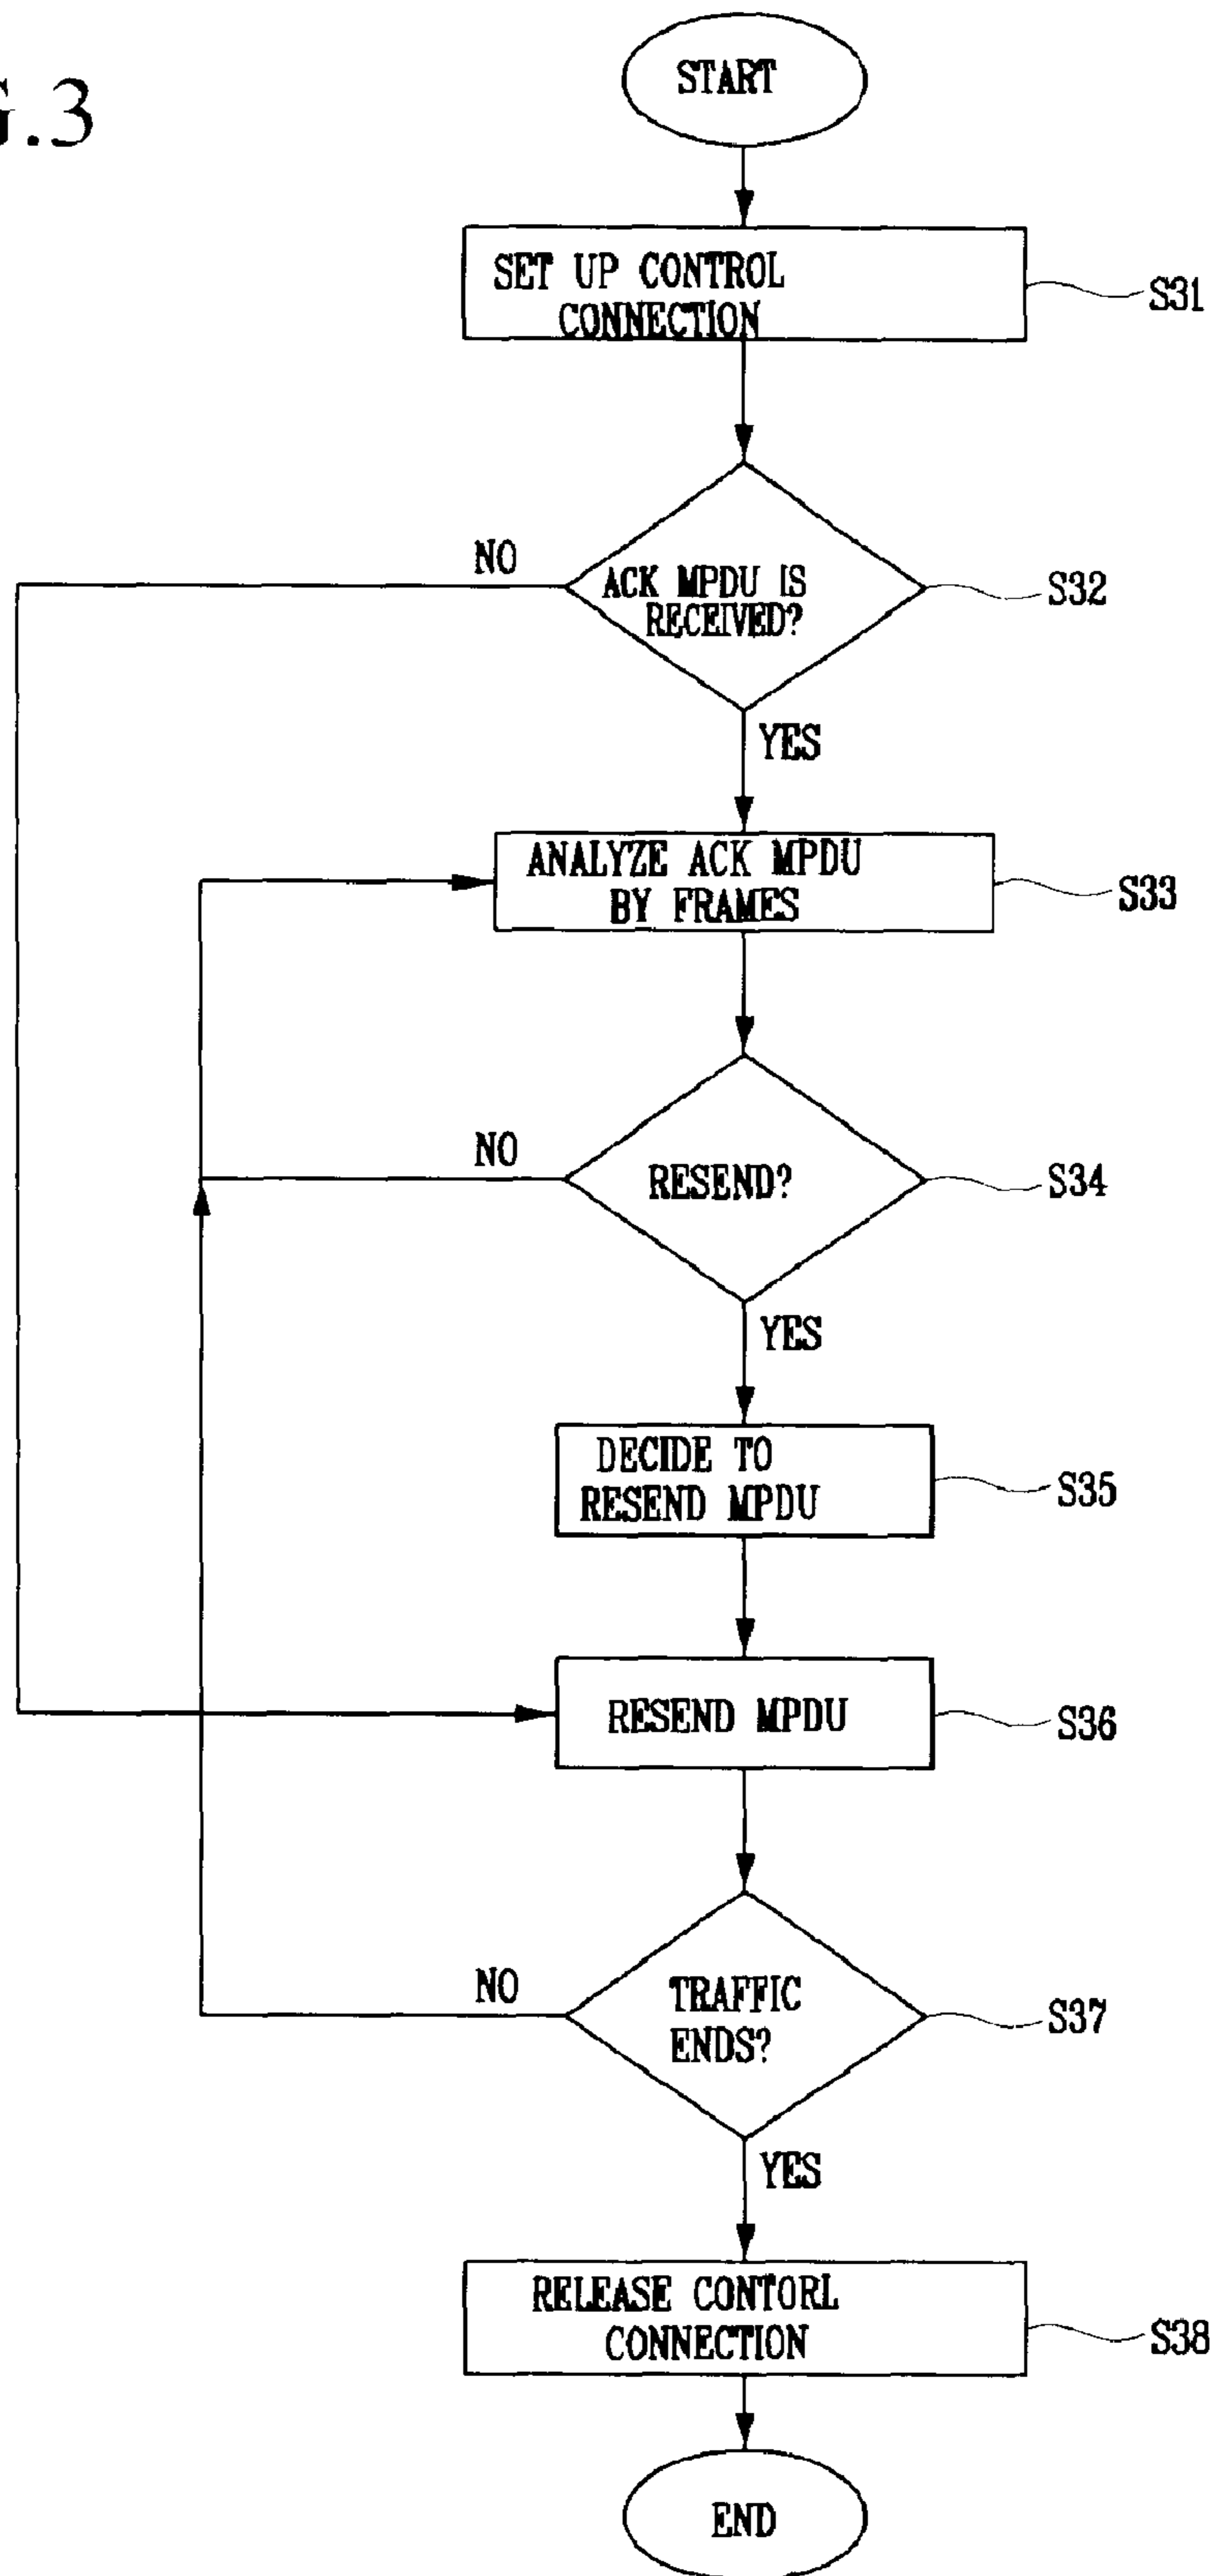 G.3
START
SET UP CONTROL
CONNECTION
S31
NO
ACK MPDU IS
RECEIVED?
S32
YES
ANALYZE ACK MPDU
BY FRAMES
S33
NO
RESEND?
S34
YES
DECIDE TO
RESEND MPDU
S35
RESEND MPDU
S36
NO
TRAFFIC
ENDS?
S37
YES
RELEASE CONTORL
CONNECTION
S38
END